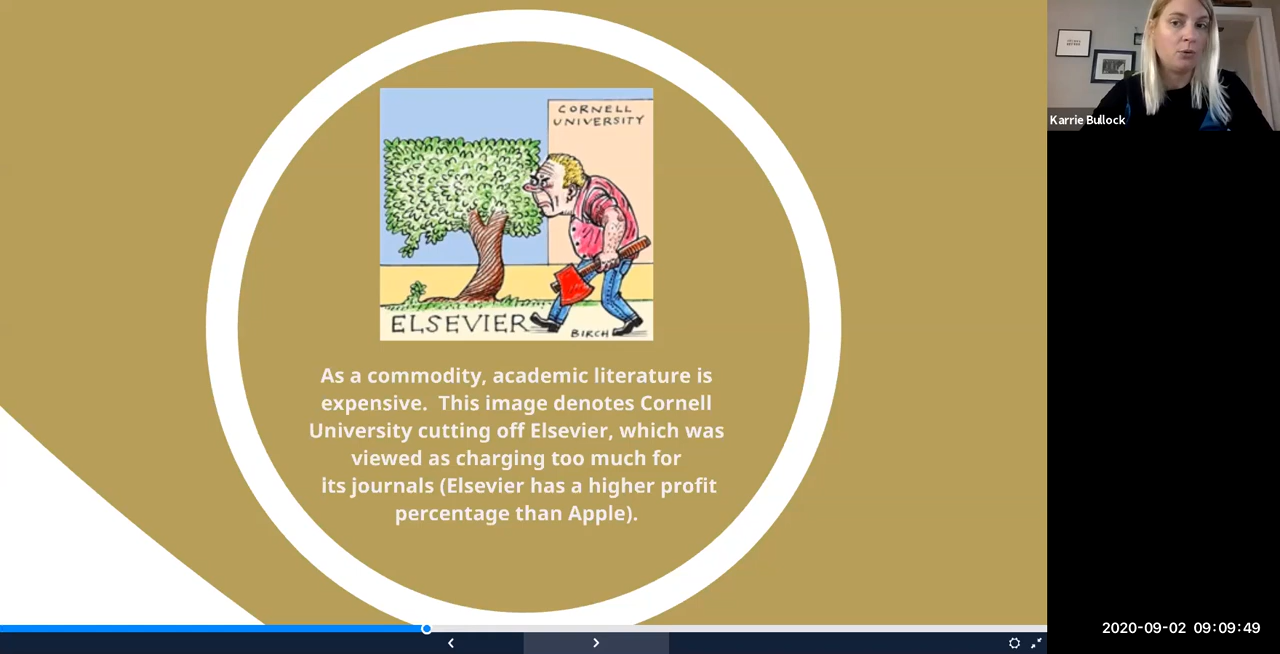 CORNELL
UNIVERSITY
ELSEVIER
BIRCH
As a commodity, academic literature is
expensive. This image denotes Cornell
University cutting off Elsevier, which was
viewed as charging too much for
its journals (Elsevier has a higher profit
percentage than Apple).
Karrie Bullock
2020-09-02 09:09:49